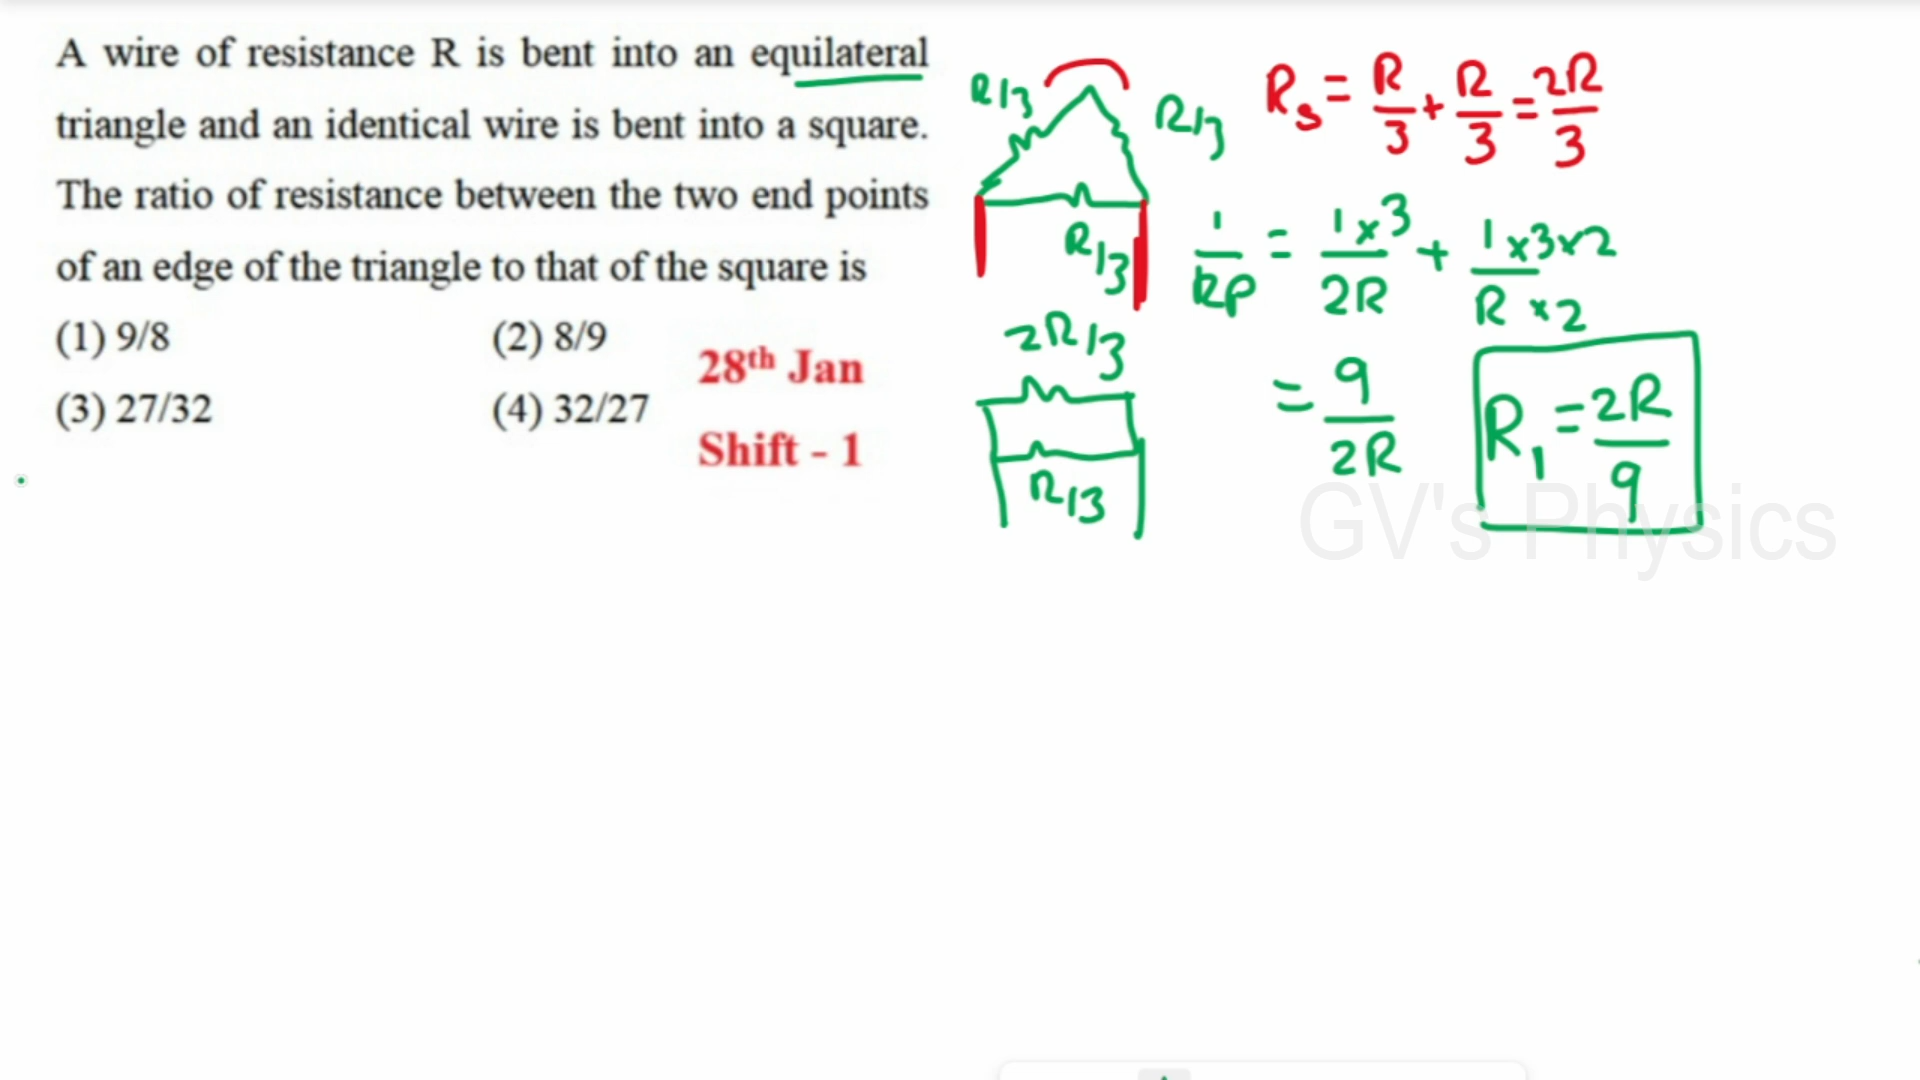 A wire of resistance R is bent into an equilateral
triangle and an identical wire is bent into a square.
The ratio of resistance between the two end points
of an edge of the triangle to that of the square is
(1) 9/8 (2) 8/9
(3) 27/32 (4) 32/27
28th Jan
Shift - 1
R/3 R/3
R/3
Rs = R/3 + R/3 = 2R/3
1/Rp = 1×3/2R + 1×3×2/R×2
2R/3
R/3
= 9/2R
R1 = 2R/9
GV's Physics